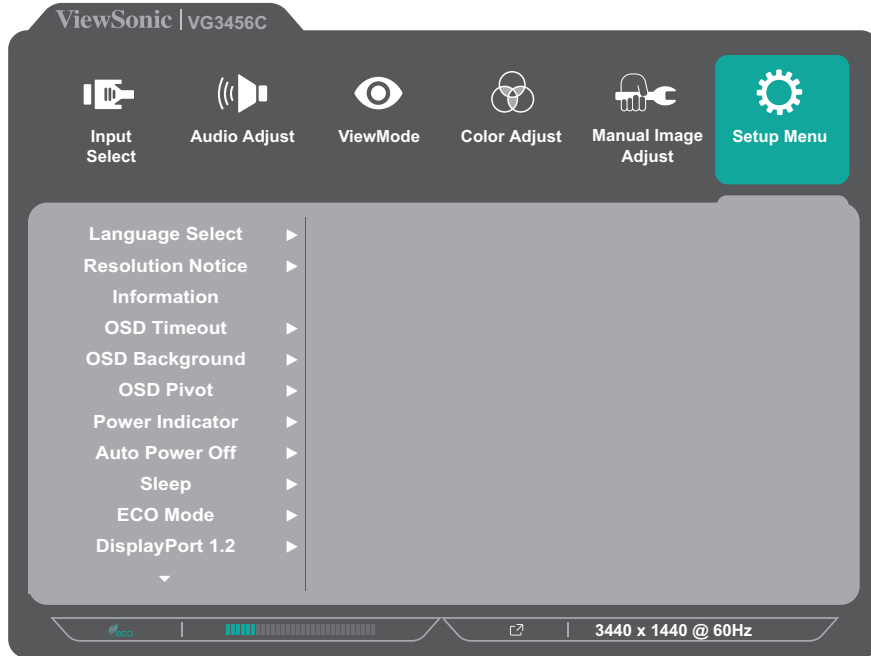 ViewSonic | VG3456C
Input Select
Audio Adjust
ViewMode
Color Adjust
Manual Image Adjust
Setup Menu
Language Select
Resolution Notice
Information
OSD Timeout
OSD Background
OSD Pivot
Power Indicator
Auto Power Off
Sleep
ECO Mode
DisplayPort 1.2
eco
3440 x 1440 @ 60Hz